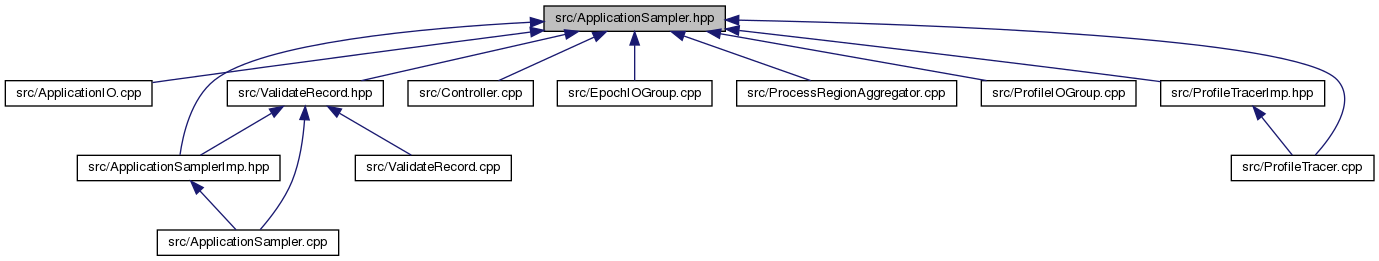 src/ApplicationSampler.hpp
src/ApplicationIO.cpp
src/ValidateRecord.hpp
src/Controller.cpp
src/EpochIOGroup.cpp
src/ProcessRegionAggregator.cpp
src/ProfileIOGroup.cpp
src/ProfileTracerImp.hpp
src/ApplicationSamplerImp.hpp
src/ValidateRecord.cpp
src/ProfileTracer.cpp
src/ApplicationSampler.cpp